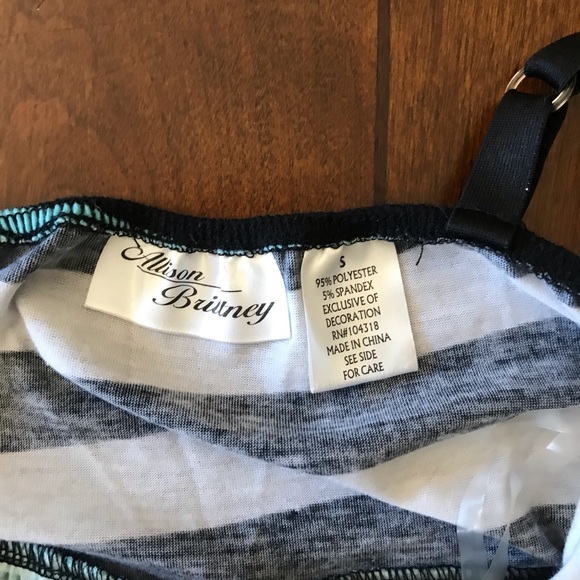 Allison
Brittney
S
95% POLYESTER
5% SPANDEX
EXCLUSIVE OF
DECORATION
RN#104318
MADE IN CHINA
SEE SIDE
FOR CARE